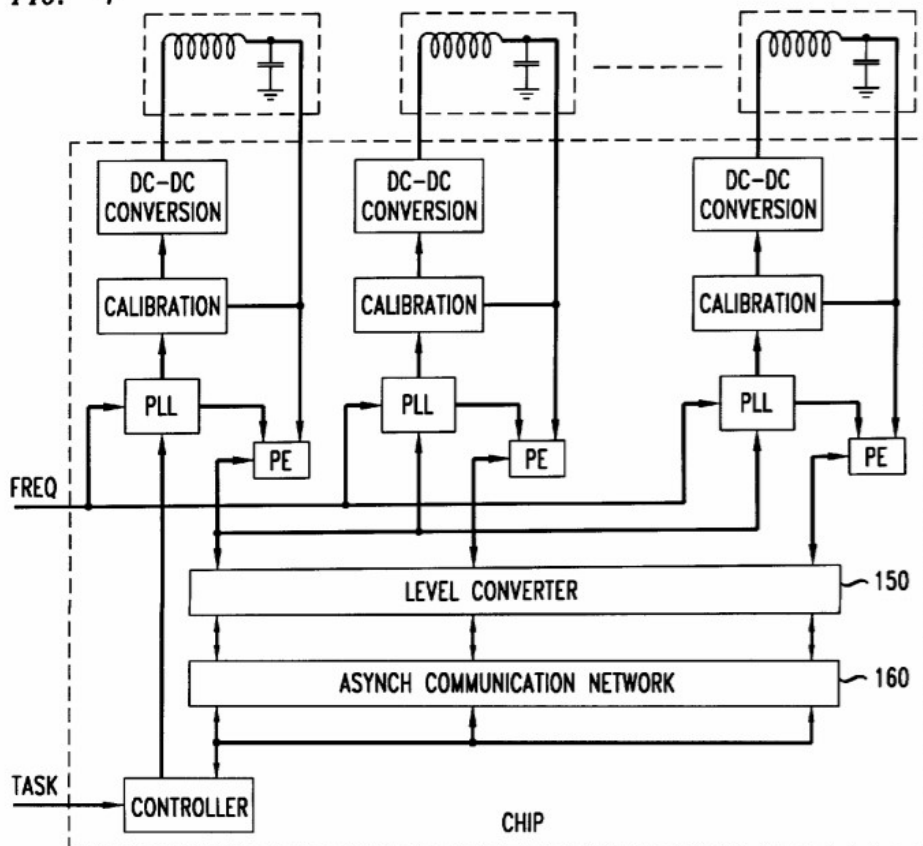 FIG.
DC-DC CONVERSION
DC-DC CONVERSION
DC-DC CONVERSION
CALIBRATION
CALIBRATION
CALIBRATION
PLL
PLL
PLL
PE
PE
PE
FREQ
LEVEL CONVERTER
150
ASYNCH COMMUNICATION NETWORK
160
TASK
CONTROLLER
CHIP